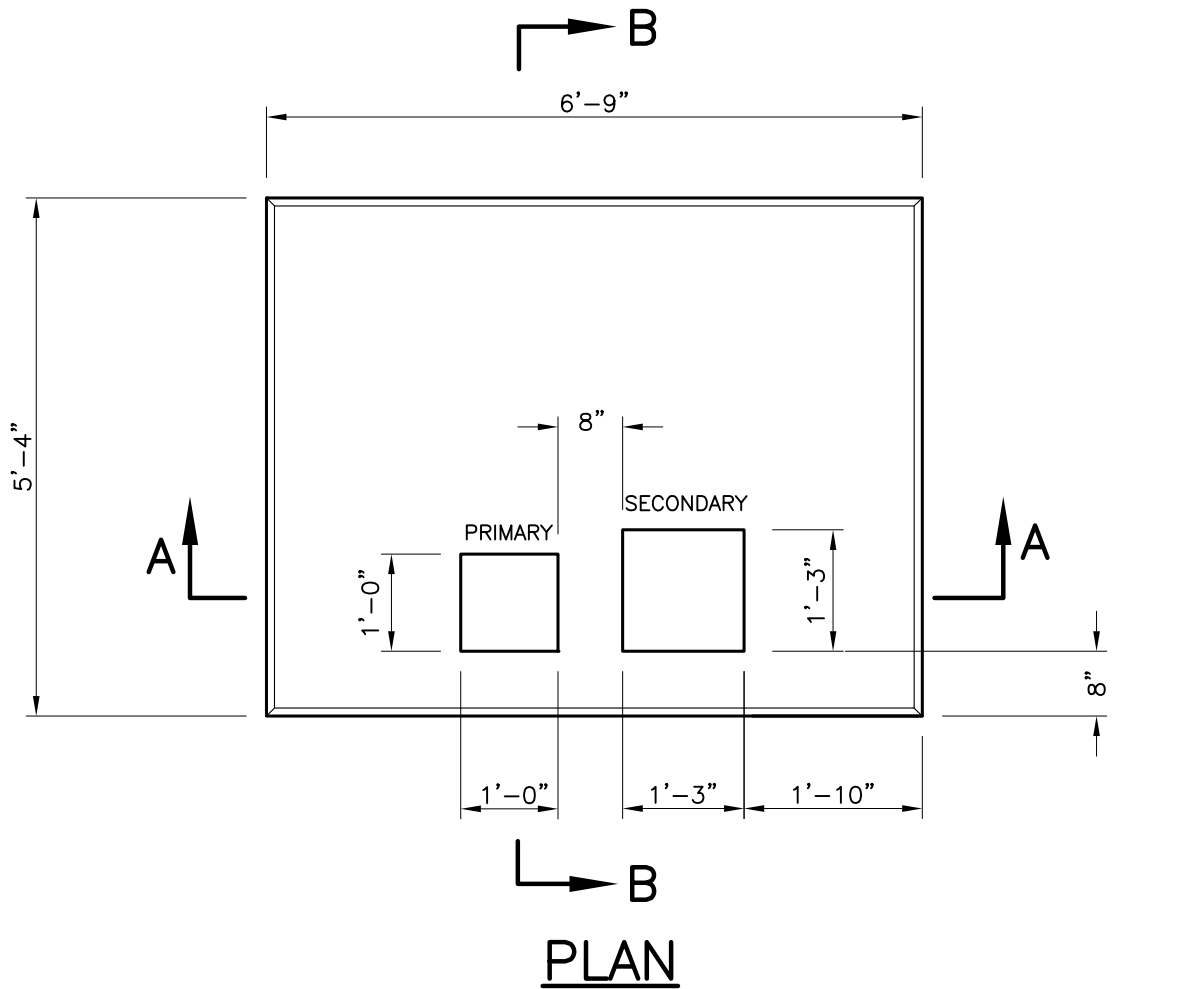 B
6'-9"
5'-4"
8"
SECONDARY
PRIMARY
A
A
1'-0"
1'-3"
8"
1'-0"
1'-3"
1'-10"
B
PLAN